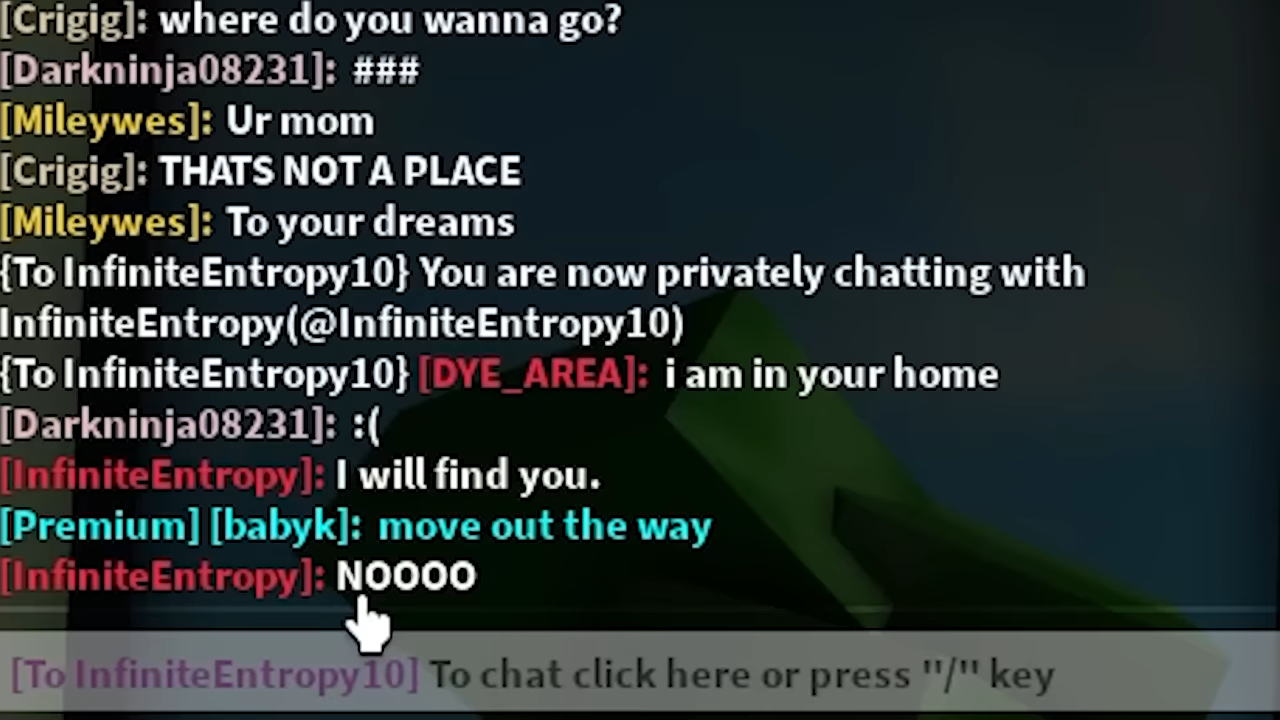 [Crigig]: where do you wanna go?
[Darkninja08231]: ###
[Mileywes]: Ur mom
[Crigig]: THATS NOT A PLACE
[Mileywes]: To your dreams
{To InfiniteEntropy10} You are now privately chatting with
InfiniteEntropy(@InfiniteEntropy10)
{To InfiniteEntropy10} [DYE_AREA]: i am in your home
[Darkninja08231]: :(
[InfiniteEntropy]: I will find you.
[Premium] [babyk]: move out the way
[InfiniteEntropy]: NOOOO
[To InfiniteEntropy10] To chat click here or press "/" key